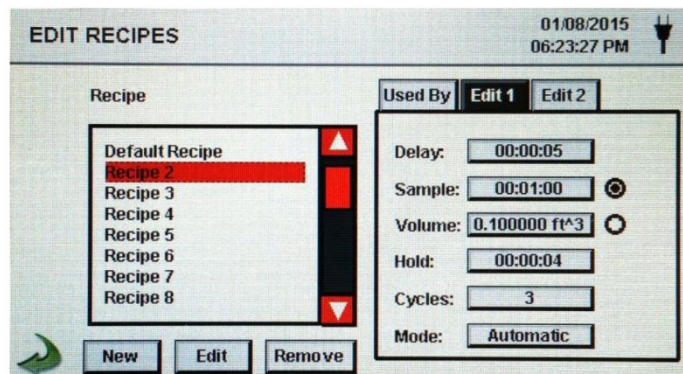 EDIT RECIPES
01/08/2015
06:23:27 PM
Recipe
Default Recipe
Recipe 2
Recipe 3
Recipe 4
Recipe 5
Recipe 6
Recipe 7
Recipe 8
New Edit Remove
Used By Edit 1 Edit 2
Delay: 00:00:05
Sample: 00:01:00
Volume: 0.100000 ft^3
Hold: 00:00:04
Cycles: 3
Mode: Automatic